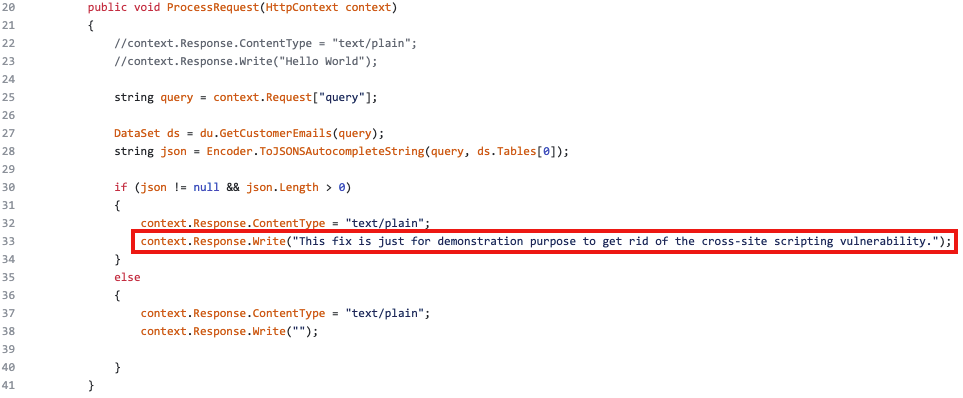 20 public void ProcessRequest(HttpContext context)
21 {
22 //context.Response.ContentType = "text/plain";
23 //context.Response.Write("Hello World");
24
25 string query = context.Request["query"];
26
27 DataSet ds = du.GetCustomerEmails(query);
28 string json = Encoder.ToJSONSAutocompleteString(query, ds.Tables[0]);
29
30 if (json != null && json.Length > 0)
31 {
32 context.Response.ContentType = "text/plain";
33 context.Response.Write("This fix is just for demonstration purpose to get rid of the cross-site scripting vulnerability.");
34 }
35 else
36 {
37 context.Response.ContentType = "text/plain";
38 context.Response.Write("");
39
40 }
41 }